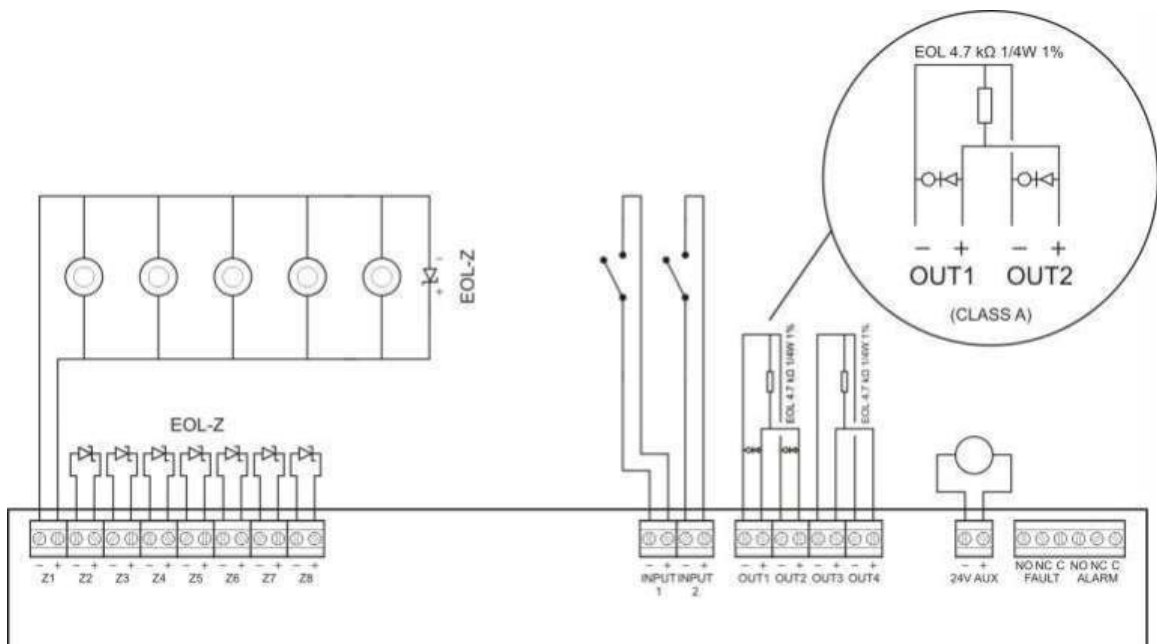 EOL 4.7 kΩ 1/4W 1%
− + − +
OUT1 OUT2
(CLASS A)
- +
EOL-Z
EOL-Z
EOL 4.7 kΩ 1/4W 1%
EOL 4.7 kΩ 1/4W 1%
− + − + − + − + − + − + − + − +
Z1 Z2 Z3 Z4 Z5 Z6 Z7 Z8
− + − +
INPUT 1 INPUT 2
− + − + − + − +
OUT1 OUT2 OUT3 OUT4
− +
24V AUX
NO NC C NO NC C
FAULT ALARM